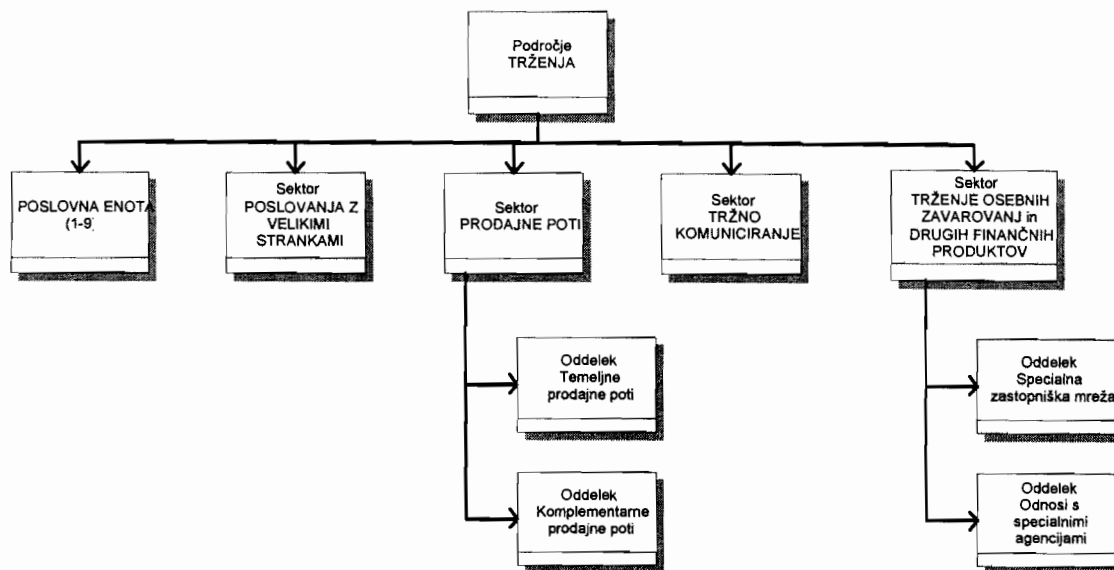 Področje
TRŽENJA
POSLOVNA ENOTA
(1-9)
Sektor
POSLOVANJA Z
VELIKIMI
STRANKAMI
Sektor
PRODAJNE POTI
Sektor
TRŽNO
KOMUNICIRANJE
Sektor
TRŽENJE OSEBNIH
ZAVAROVANJ in
DRUGIH FINANČNIH
PRODUKTOV
Oddelek
Temeljne
prodajne poti
Oddelek
Specialna
zastopniška mreža
Oddelek
Komplementarne
prodajne poti
Oddelek
Odnosi s
specialnimi
agencijami